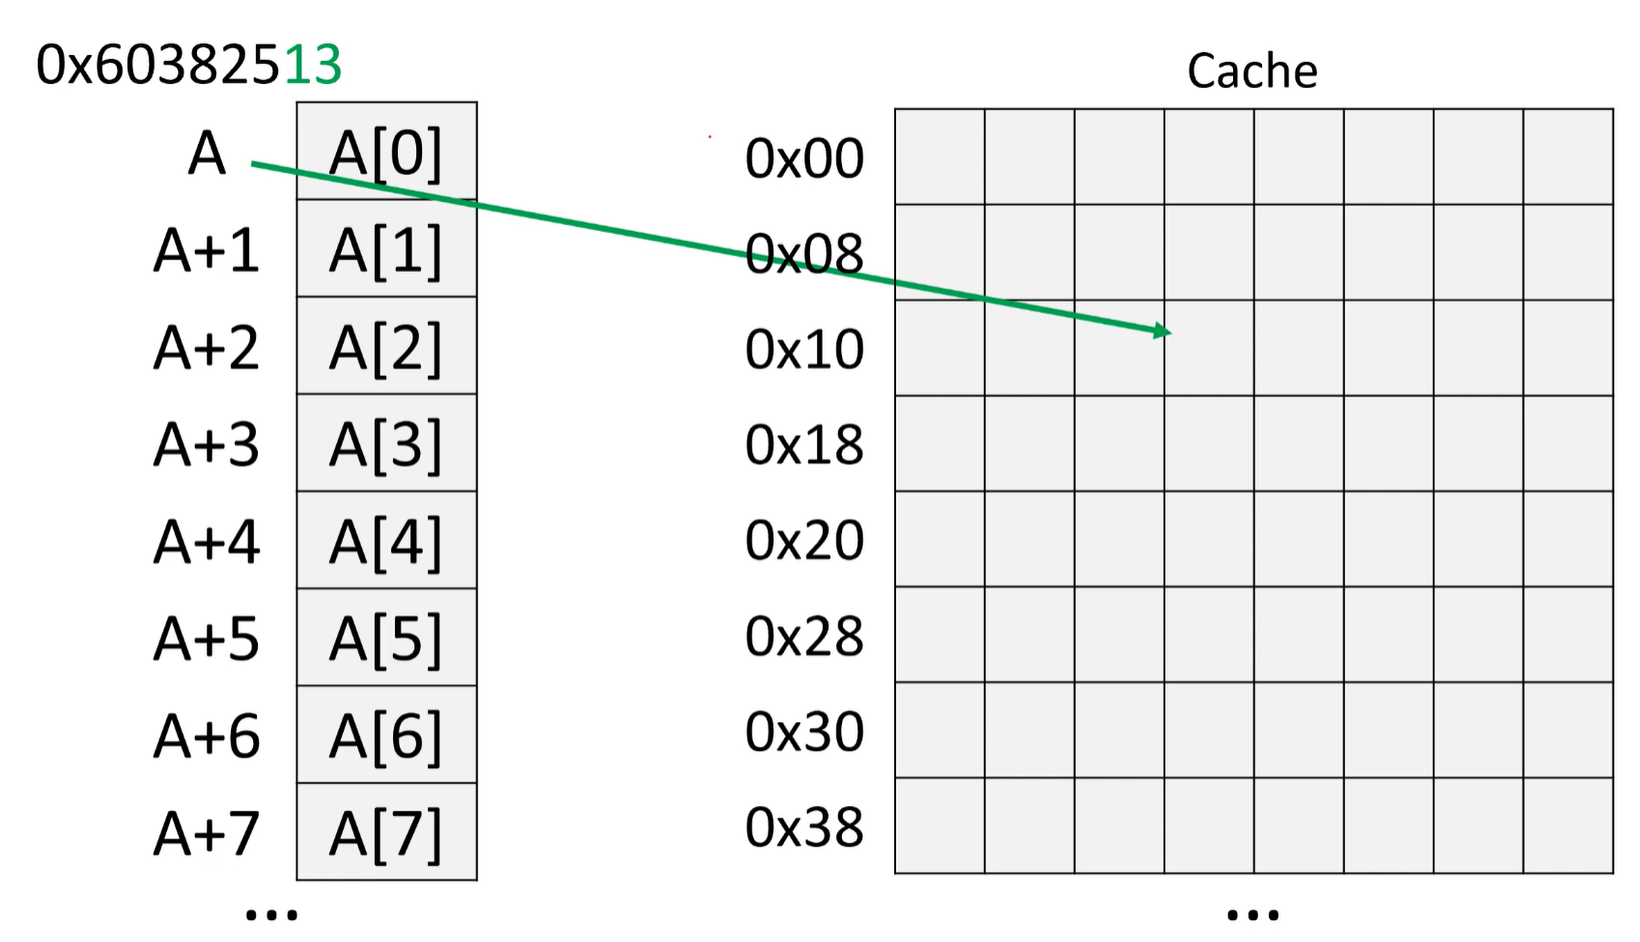 0x60382513
A
A+1
A+2
A+3
A+4
A+5
A+6
A+7
...
A[0]
A[1]
A[2]
A[3]
A[4]
A[5]
A[6]
A[7]
Cache
0x00
0x08
0x10
0x18
0x20
0x28
0x30
0x38
...